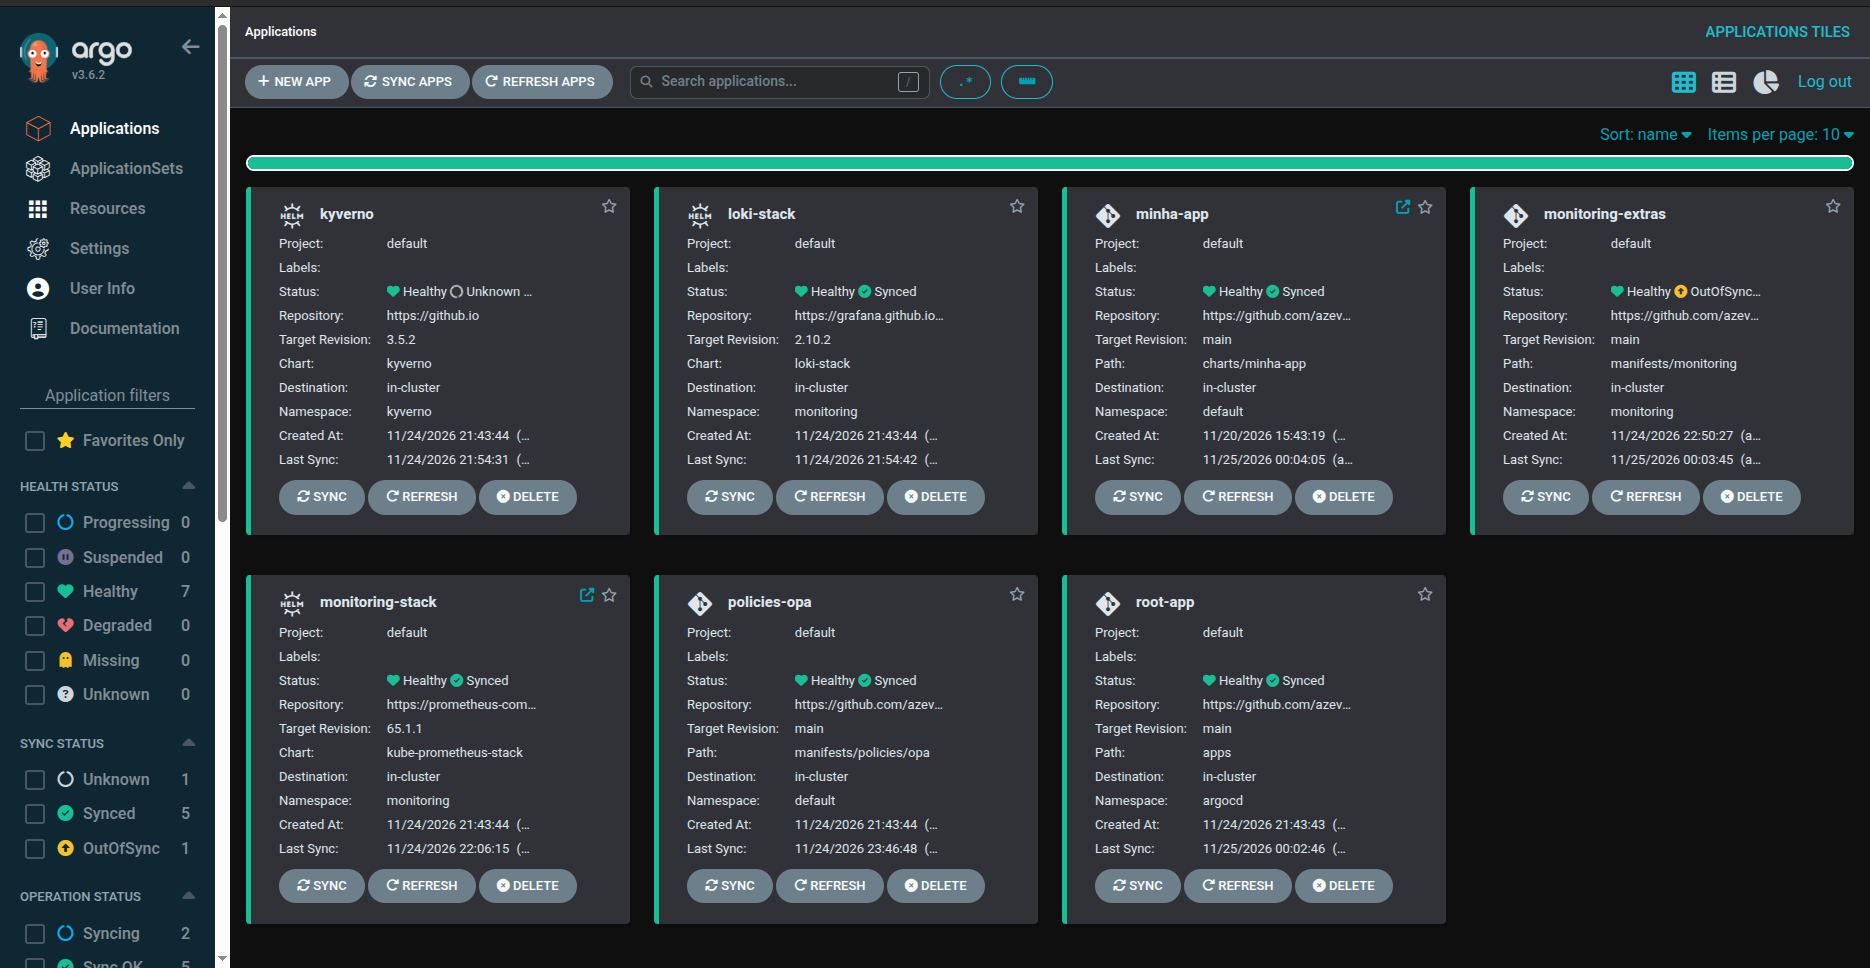 argo
v3.6.2
Applications
ApplicationSets
Resources
Settings
User Info
Documentation
Application filters
Favorites Only
HEALTH STATUS
Progressing 0
Suspended 0
Healthy 7
Degraded 0
Missing 0
Unknown 0
SYNC STATUS
Unknown 1
Synced 5
OutOfSync 1
OPERATION STATUS
Syncing 2
Sync OK 5
Applications
APPLICATIONS TILES
+ NEW APP SYNC APPS REFRESH APPS Search applications... / .* Log out
Sort: name Items per page: 10
HELM kyverno
Project: default
Labels:
Status: Healthy Unknown ...
Repository: https://github.io
Target Revision: 3.5.2
Chart: kyverno
Destination: in-cluster
Namespace: kyverno
Created At: 11/24/2026 21:43:44 (...
Last Sync: 11/24/2026 21:54:31 (...
SYNC REFRESH DELETE
HELM loki-stack
Project: default
Labels:
Status: Healthy Synced
Repository: https://grafana.github.io...
Target Revision: 2.10.2
Chart: loki-stack
Destination: in-cluster
Namespace: monitoring
Created At: 11/24/2026 21:43:44 (...
Last Sync: 11/24/2026 21:54:42 (...
SYNC REFRESH DELETE
minha-app
Project: default
Labels:
Status: Healthy Synced
Repository: https://github.com/azev...
Target Revision: main
Path: charts/minha-app
Destination: in-cluster
Namespace: default
Created At: 11/20/2026 15:43:19 (...
Last Sync: 11/25/2026 00:04:05 (a...
SYNC REFRESH DELETE
monitoring-extras
Project: default
Labels:
Status: Healthy OutOfSync...
Repository: https://github.com/azev...
Target Revision: main
Path: manifests/monitoring
Destination: in-cluster
Namespace: monitoring
Created At: 11/24/2026 22:50:27 (a...
Last Sync: 11/25/2026 00:03:45 (a...
SYNC REFRESH DELETE
HELM monitoring-stack
Project: default
Labels:
Status: Healthy Synced
Repository: https://prometheus-com...
Target Revision: 65.1.1
Chart: kube-prometheus-stack
Destination: in-cluster
Namespace: monitoring
Created At: 11/24/2026 21:43:44 (...
Last Sync: 11/24/2026 22:06:15 (...
SYNC REFRESH DELETE
policies-opa
Project: default
Labels:
Status: Healthy Synced
Repository: https://github.com/azev...
Target Revision: main
Path: manifests/policies/opa
Destination: in-cluster
Namespace: default
Created At: 11/24/2026 21:43:44 (...
Last Sync: 11/24/2026 23:46:48 (...
SYNC REFRESH DELETE
root-app
Project: default
Labels:
Status: Healthy Synced
Repository: https://github.com/azev...
Target Revision: main
Path: apps
Destination: in-cluster
Namespace: argocd
Created At: 11/24/2026 21:43:43 (...
Last Sync: 11/25/2026 00:02:46 (...
SYNC REFRESH DELETE